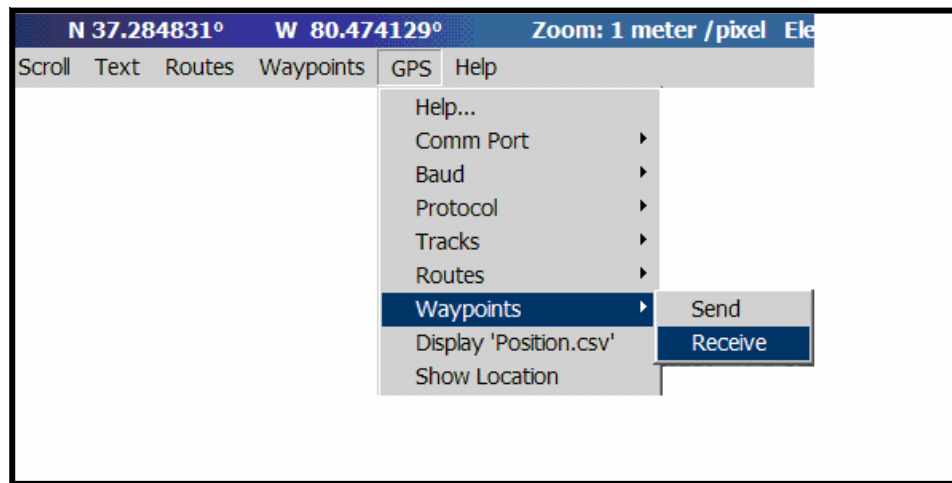 N 37.284831° W 80.474129° Zoom: 1 meter /pixel Ele
Scroll Text Routes Waypoints GPS Help
Help...
Comm Port
Baud
Protocol
Tracks
Routes
Waypoints
Send
Display 'Position.csv'
Receive
Show Location